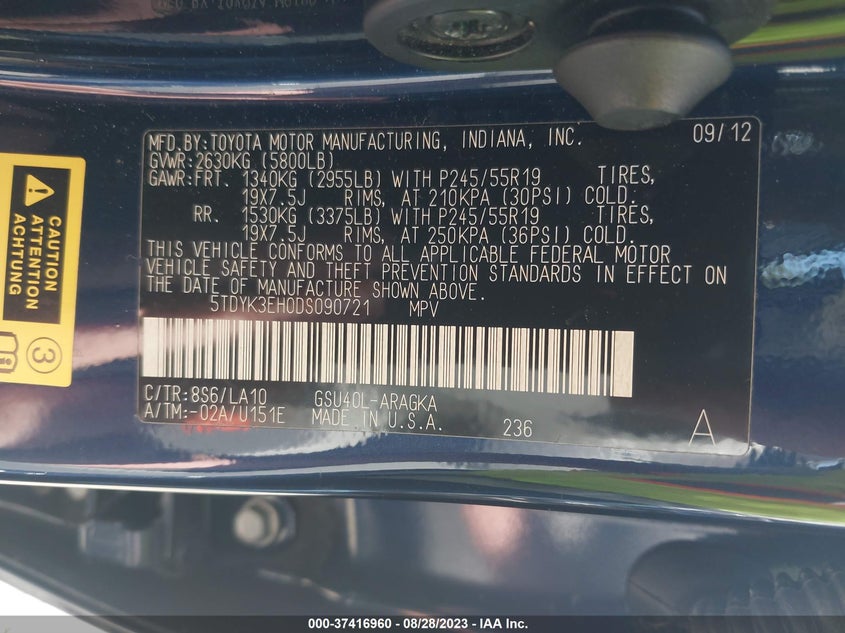 MFD.BY:TOYOTA MOTOR MANUFACTURING, INDIANA, INC. 09/12
GVWR:2630KG (5800LB)
GAWR:FRT. 1340KG (2955LB) WITH P245/55R19 TIRES,
19X7.5J RIMS, AT 210KPA (30PSI) COLD.
RR. 1530KG (3375LB) WITH P245/55R19 TIRES,
19X7.5J RIMS, AT 250KPA (36PSI) COLD.
THIS VEHICLE CONFORMS TO ALL APPLICABLE FEDERAL MOTOR
VEHICLE SAFETY AND THEFT PREVENTION STANDARDS IN EFFECT ON
THE DATE OF MANUFACTURE SHOWN ABOVE.
5TDYK3EH0DS090721 MPV
C/TR:8S6/LA10 GSU40L-ARAGKA
A/TM:-02A/U151E MADE IN U.S.A. 236 A
CAUTION
ATTENTION
ACHTUNG
3
000-37416960 - 08/28/2023 - IAA Inc.